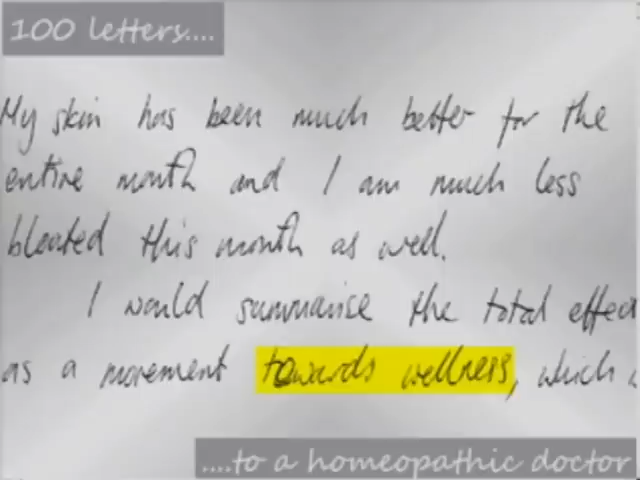 100 letters....
My skin has been much better for the
entire month and I am much less
bloated this month as well.
I would summarise the total effec
as a movement towards wellness, which
....to a homeopathic doctor